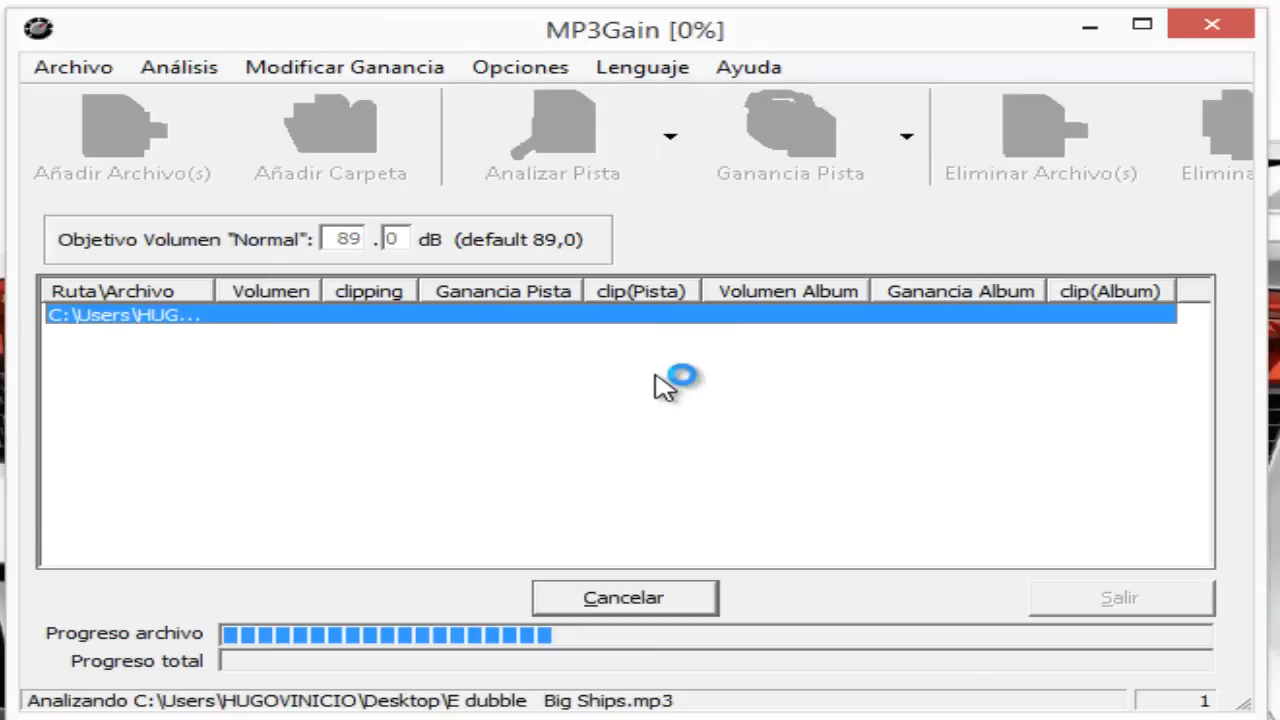 MP3Gain [0%]
Archivo Análisis Modificar Ganancia Opciones Lenguaje Ayuda
Añadir Archivo(s) Añadir Carpeta Analizar Pista Ganancia Pista Eliminar Archivo(s) Elimina
Objetivo Volumen "Normal": 89 . 0 dB (default 89,0)
Ruta\Archivo Volumen clipping Ganancia Pista clip(Pista) Volumen Album Ganancia Album clip(Album)
C:\Users\HUG...
Cancelar Salir
Progreso archivo
Progreso total
Analizando C:\Users\HUGOVINICIO\Desktop\E dubble Big Ships.mp3 1